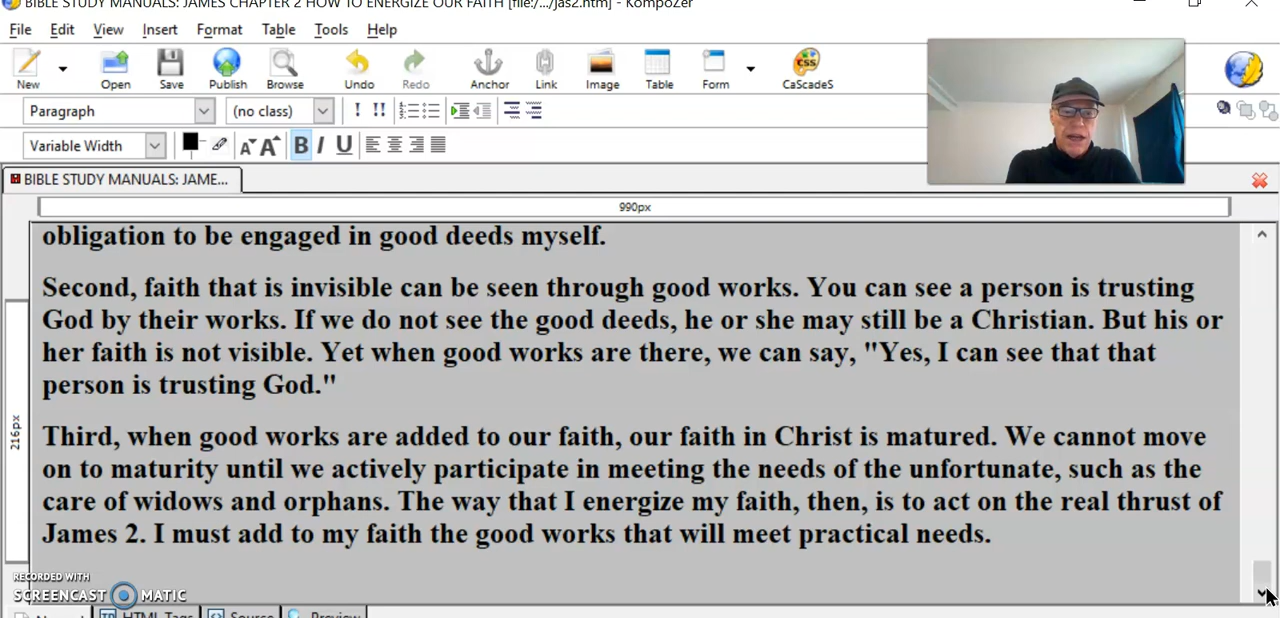 BIBLE STUDY MANUALS: JAMES CHAPTER 2 HOW TO ENERGIZE OUR FAITH [file:/.../jas2.htm] - KompoZer
File Edit View Insert Format Table Tools Help
New Open Save Publish Browse Undo Redo Anchor Link Image Table Form CaScadeS
Paragraph (no class) ! !!
Variable Width A A B I U
BIBLE STUDY MANUALS: JAME...
990px
216px
obligation to be engaged in good deeds myself.
Second, faith that is invisible can be seen through good works. You can see a person is trusting
God by their works. If we do not see the good deeds, he or she may still be a Christian. But his or
her faith is not visible. Yet when good works are there, we can say, "Yes, I can see that that
person is trusting God."
Third, when good works are added to our faith, our faith in Christ is matured. We cannot move
on to maturity until we actively participate in meeting the needs of the unfortunate, such as the
care of widows and orphans. The way that I energize my faith, then, is to act on the real thrust of
James 2. I must add to my faith the good works that will meet practical needs.
RECORDED WITH
SCREENCAST MATIC
HTML Tags Source Preview